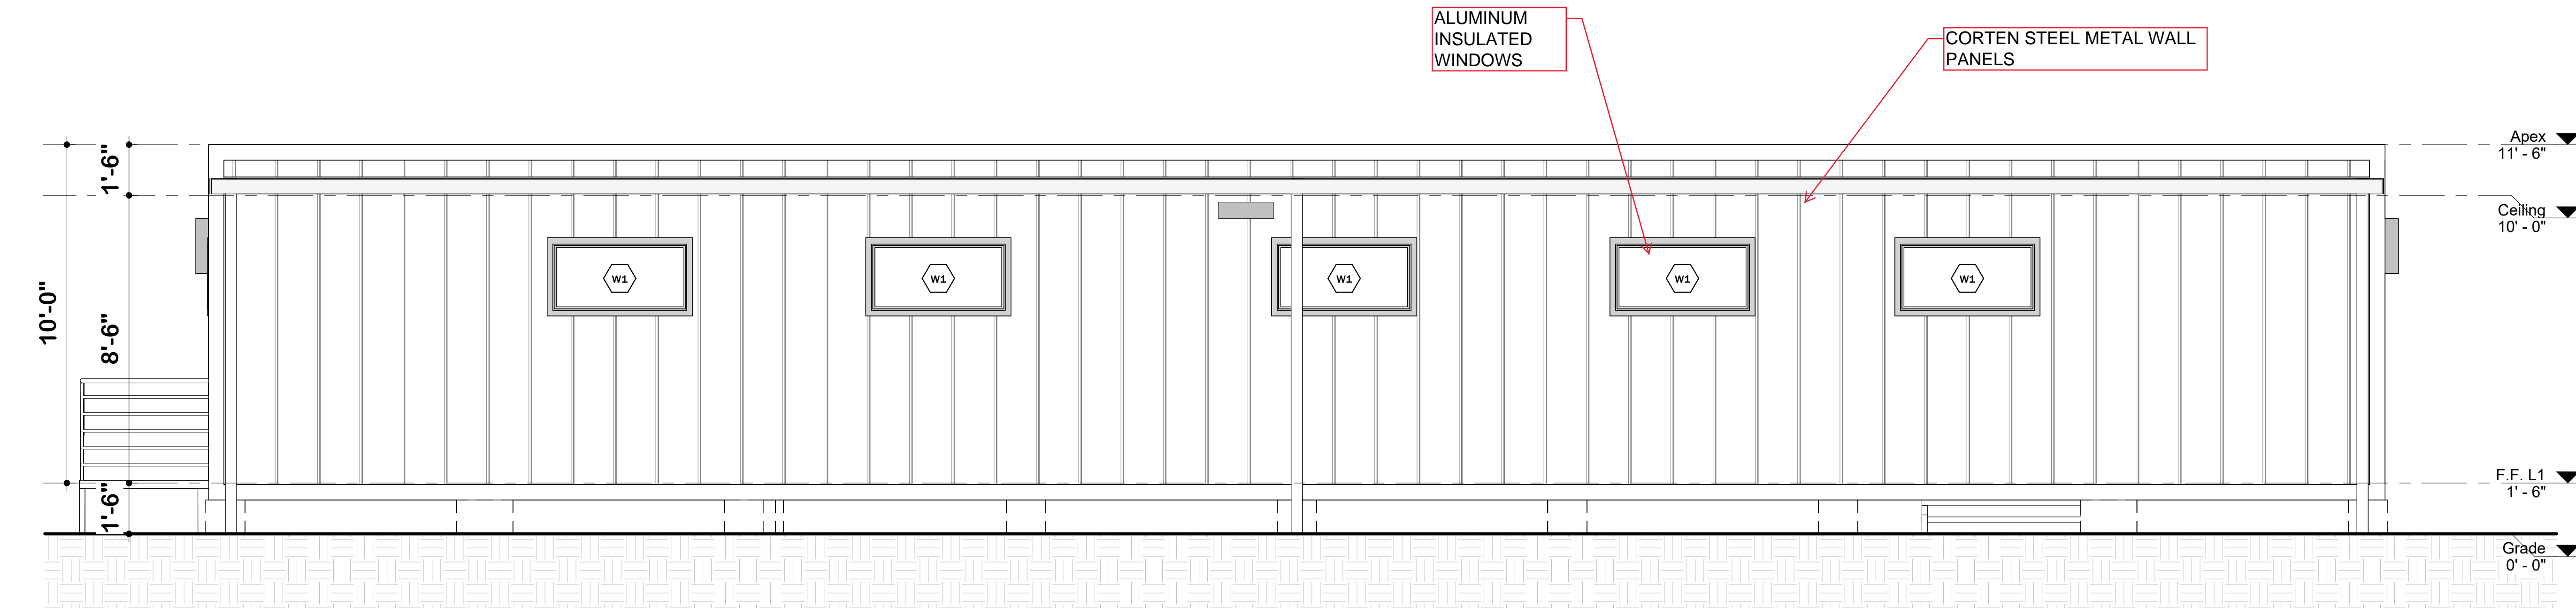 ALUMINUM
INSULATED
WINDOWS
CORTEN STEEL METAL WALL
PANELS
Apex
11' - 6"
Ceiling
10' - 0"
F.F. L1
1' - 6"
Grade
0' - 0"
10'-0"
1'-6"
8'-6"
1'-6"
W1
W1
W1
W1
W1